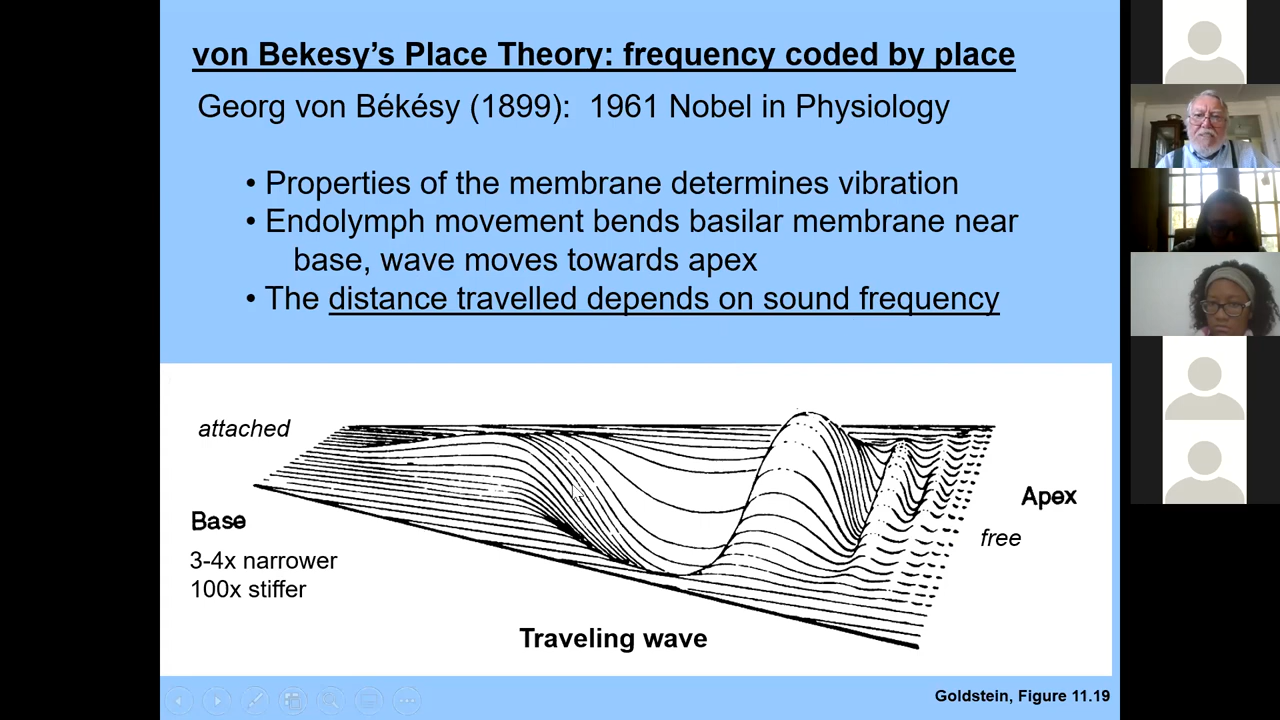 von Bekesy’s Place Theory: frequency coded by place
Georg von Békésy (1899):  1961 Nobel in Physiology
• Properties of the membrane determines vibration
• Endolymph movement bends basilar membrane near
base, wave moves towards apex
• The distance travelled depends on sound frequency
attached
Base
3-4x narrower
100x stiffer
Apex
free
Traveling wave
Goldstein, Figure 11.19